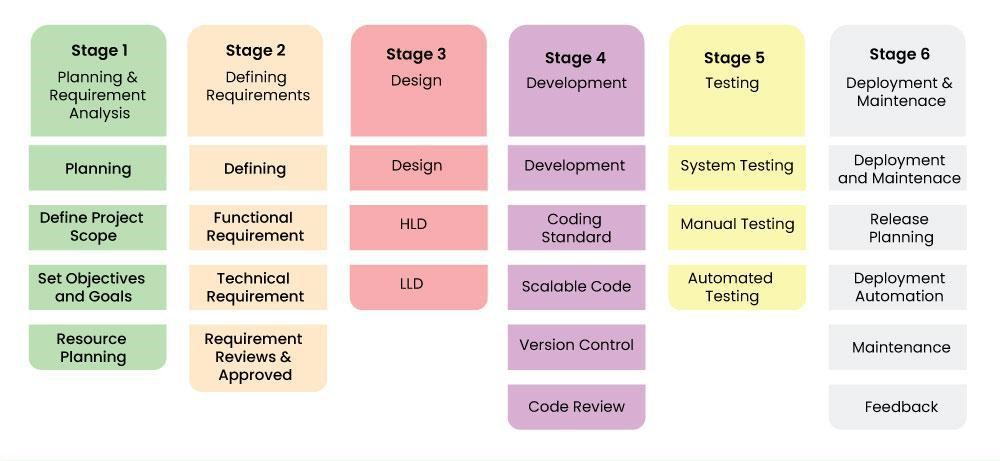 Stage 1
Planning &
Requirement
Analysis
Planning
Define Project
Scope
Set Objectives
and Goals
Resource
Planning
Stage 2
Defining
Requirements
Defining
Functional
Requirement
Technical
Requirement
Requirement
Reviews &
Approved
Stage 3
Design
Design
HLD
LLD
Stage 4
Development
Development
Coding
Standard
Scalable Code
Version Control
Code Review
Stage 5
Testing
System Testing
Manual Testing
Automated
Testing
Stage 6
Deployment &
Maintenace
Deployment
and Maintenace
Release
Planning
Deployment
Automation
Maintenance
Feedback